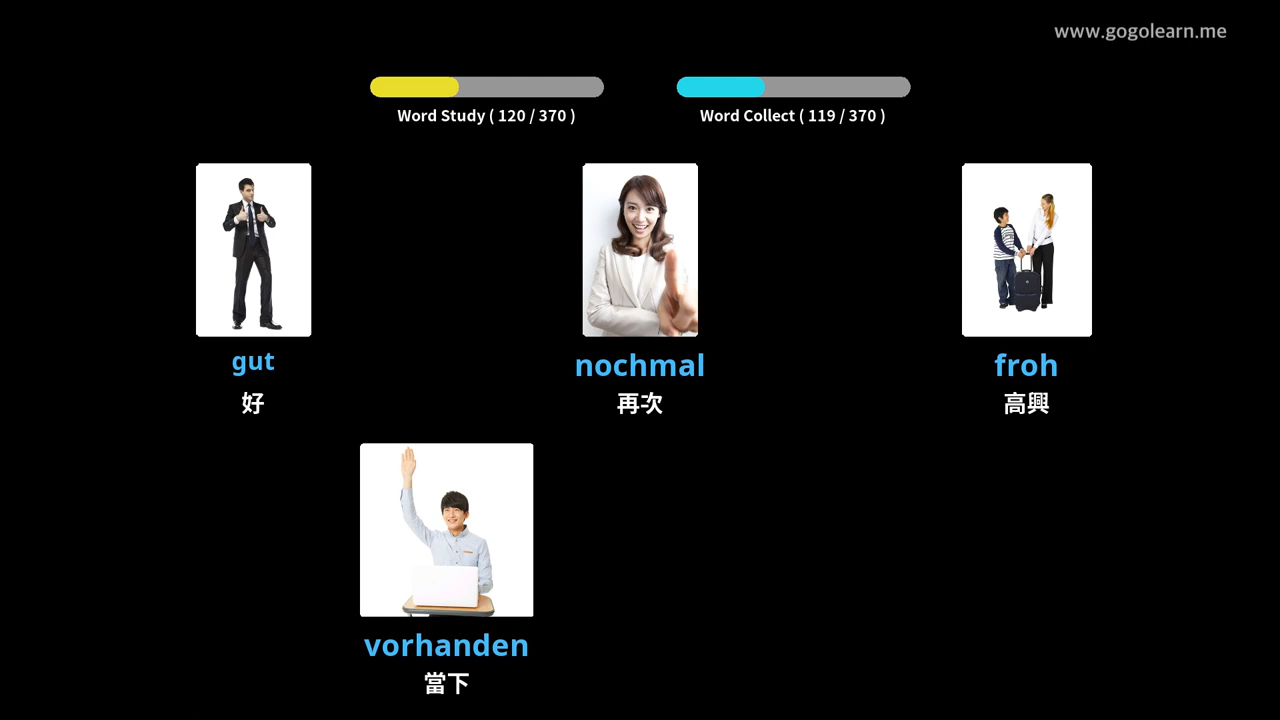 www.gogolearn.me
Word Study ( 120 / 370 )
Word Collect ( 119 / 370 )
gut
好
nochmal
再次
froh
高興
vorhanden
當下